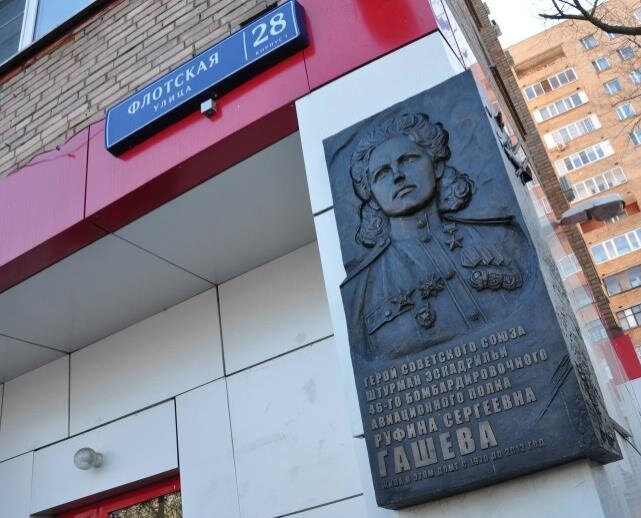 ФЛОТСКАЯ
УЛИЦА
28
КОРПУС 1
ГЕРОЙ СОВЕТСКОГО СОЮЗА
ШТУРМАН ЭСКАДРИЛЬИ
46-ГО БОМБАРДИРОВОЧНОГО
АВИАЦИОННОГО ПОЛКА
РУФИНА СЕРГЕЕВНА
ГАШЕВА
ЖИЛА В ЭТОМ ДОМЕ С 1970 ДО 2012 ГОД